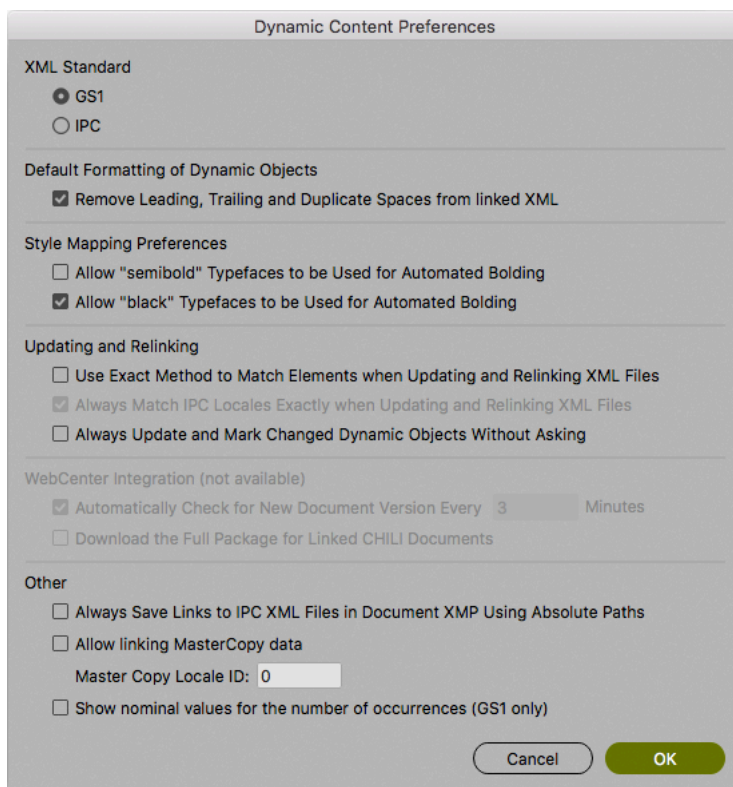 Dynamic Content Preferences
XML Standard
GS1
IPC
Default Formatting of Dynamic Objects
Remove Leading, Trailing and Duplicate Spaces from linked XML
Style Mapping Preferences
Allow "semibold" Typefaces to be Used for Automated Bolding
Allow "black" Typefaces to be Used for Automated Bolding
Updating and Relinking
Use Exact Method to Match Elements when Updating and Relinking XML Files
Always Match IPC Locales Exactly when Updating and Relinking XML Files
Always Update and Mark Changed Dynamic Objects Without Asking
WebCenter Integration (not available)
Automatically Check for New Document Version Every 3 Minutes
Download the Full Package for Linked CHILI Documents
Other
Always Save Links to IPC XML Files in Document XMP Using Absolute Paths
Allow linking MasterCopy data
Master Copy Locale ID: 0
Show nominal values for the number of occurrences (GS1 only)
Cancel OK